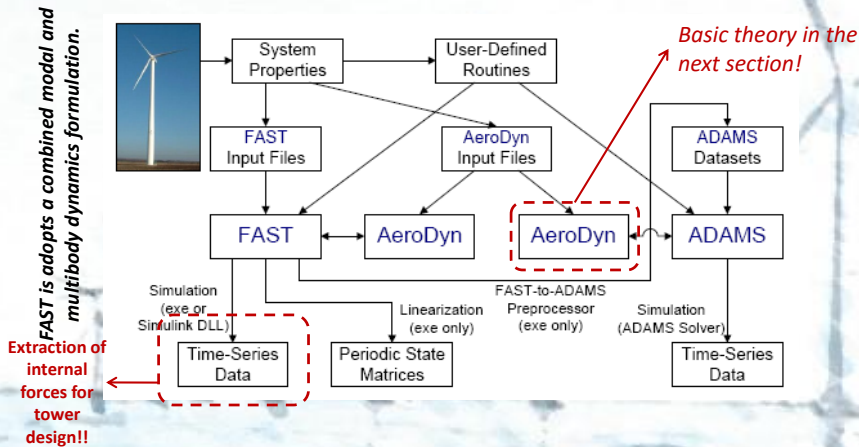 FAST is adopts a combined modal and
multibody dynamics formulation.
System
Properties
User-Defined
Routines
Basic theory in the
next section!
FAST
Input Files
AeroDyn
Input Files
ADAMS
Datasets
FAST
AeroDyn
AeroDyn
ADAMS
Simulation
(exe or
Simulink DLL)
Linearization
(exe only)
FAST-to-ADAMS
Preprocessor
(exe only)
Simulation
(ADAMS Solver)
Extraction of
internal
forces for
tower
design!!
Time-Series
Data
Periodic State
Matrices
Time-Series
Data